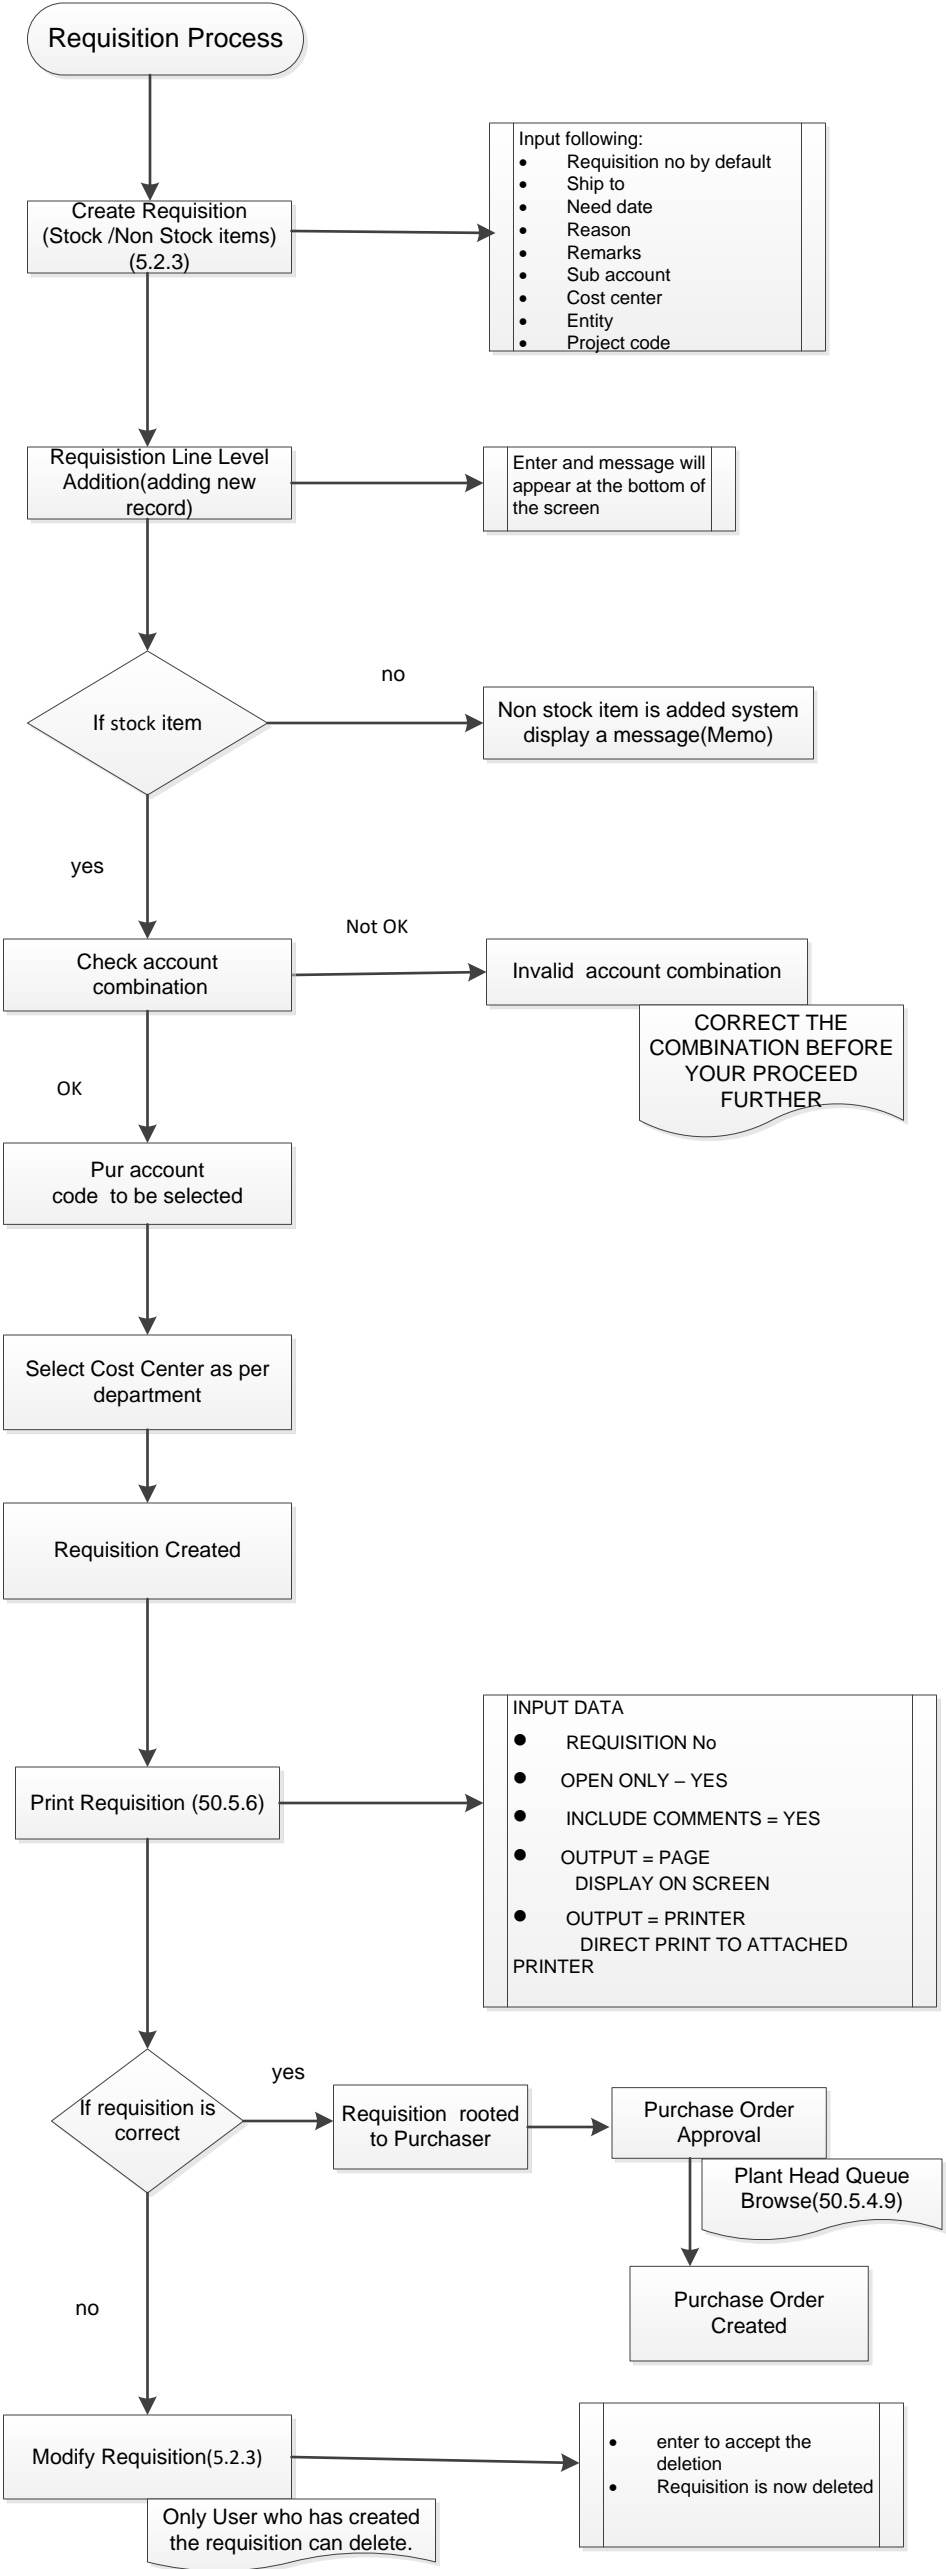 Requisition Process
Create Requisition
(Stock /Non Stock items)
(5.2.3)
Input following:
• Requisition no by default
• Ship to
• Need date
• Reason
• Remarks
• Sub account
• Cost center
• Entity
• Project code
Requisistion Line Level
Addition(adding new
record)
Enter and message will
appear at the bottom of
the screen
If stock item
no
Non stock item is added system
display a message(Memo)
yes
Check account
combination
Not OK
Invalid account combination
CORRECT THE
COMBINATION BEFORE
YOUR PROCEED
FURTHER
OK
Pur account
code to be selected
Select Cost Center as per
department
Requisition Created
Print Requisition (50.5.6)
INPUT DATA
• REQUISITION No
• OPEN ONLY – YES
• INCLUDE COMMENTS = YES
• OUTPUT = PAGE
DISPLAY ON SCREEN
• OUTPUT = PRINTER
DIRECT PRINT TO ATTACHED
PRINTER
If requisition is
correct
yes
Requisition rooted
to Purchaser
Purchase Order
Approval
Plant Head Queue
Browse(50.5.4.9)
Purchase Order
Created
no
Modify Requisition(5.2.3)
Only User who has created
the requisition can delete.
• enter to accept the
deletion
• Requisition is now deleted